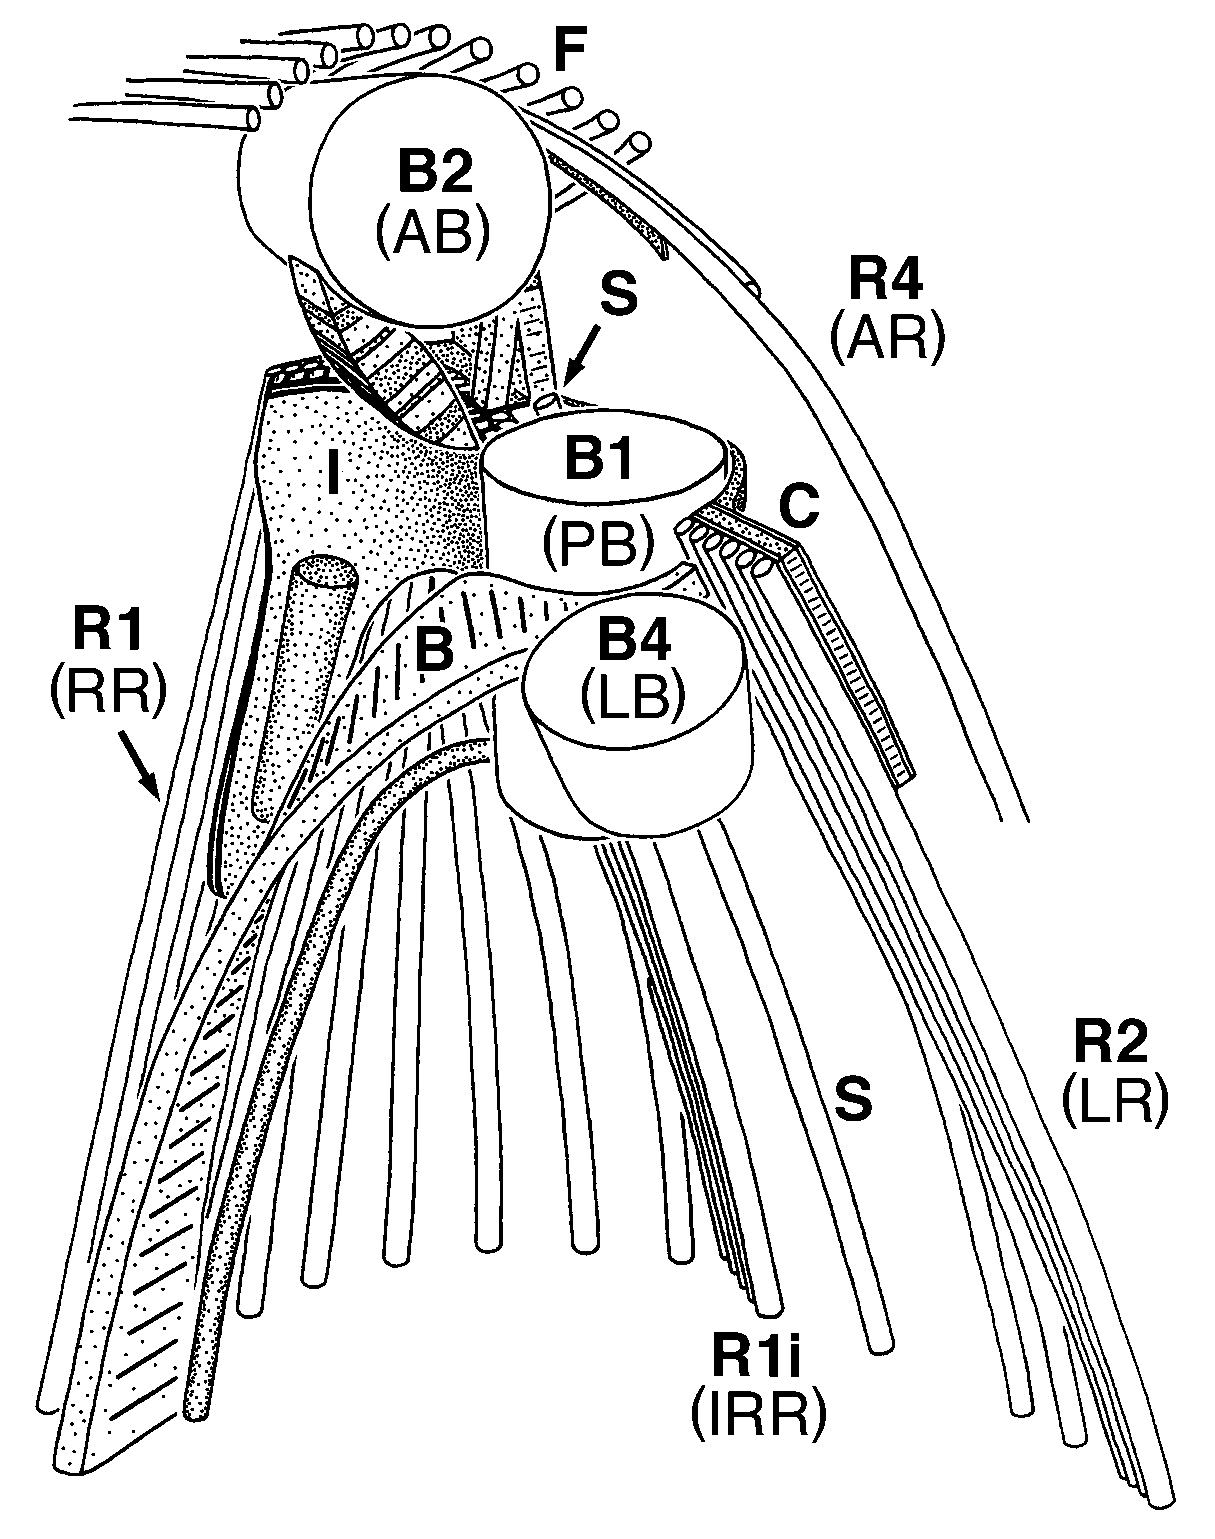 F
B2
(AB)
S
R4
(AR)
B1
I
C
(PB)
R1
(RR)
B
B4
(LB)
R2
(LR)
S
R1i
(IRR)